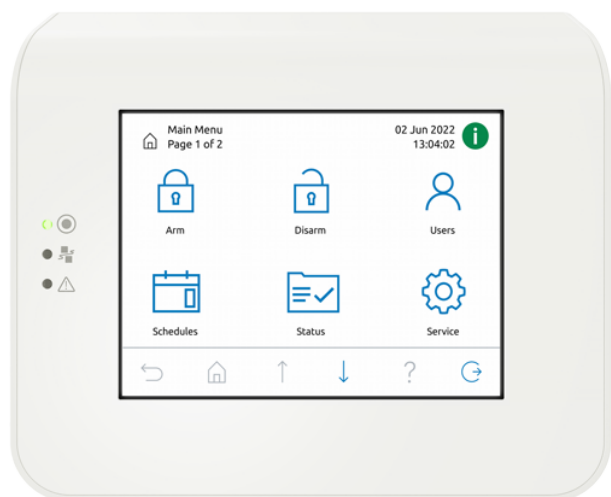 Main Menu
Page 1 of 2
02 Jun 2022
13:04:02
i
Arm
Disarm
Users
Schedules
Status
Service
?